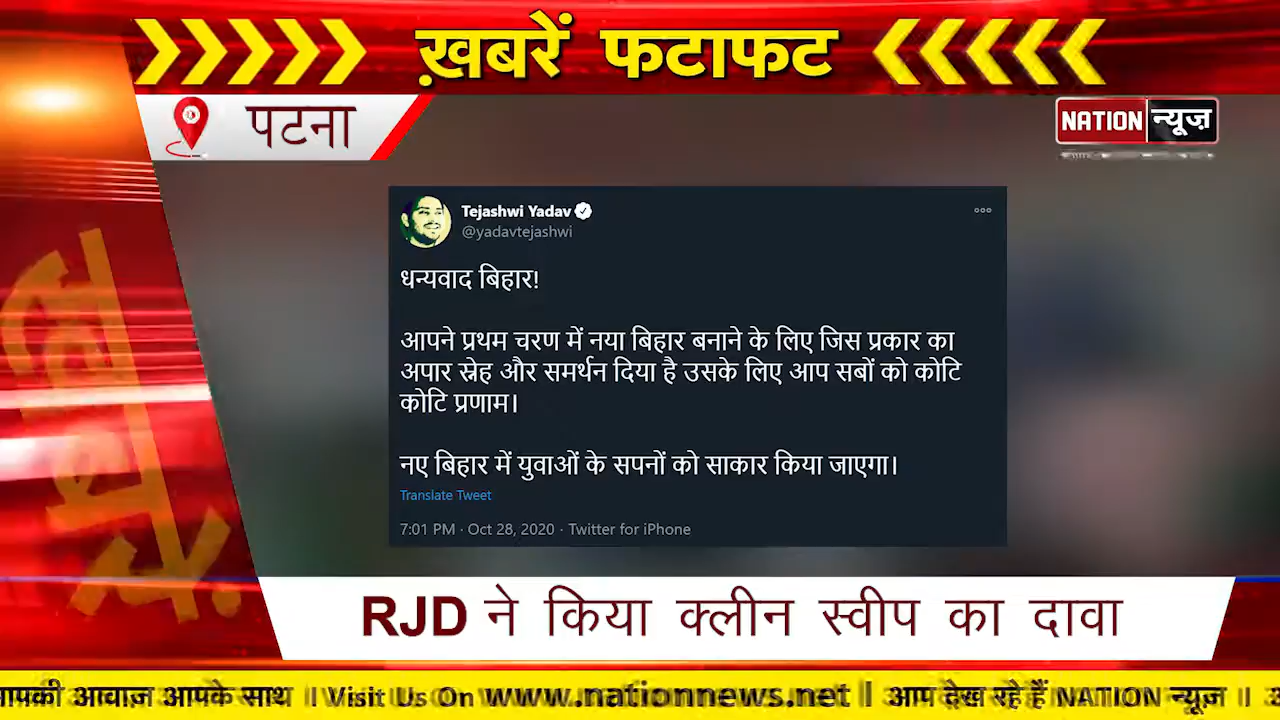 ख़बरें फटाफट
पटना
NATION न्यूज़
Tejashwi Yadav
@yadavtejashwi
धन्यवाद बिहार!
आपने प्रथम चरण में नया बिहार बनाने के लिए जिस प्रकार का
अपार स्नेह और समर्थन दिया है उसके लिए आप सबों को कोटि
कोटि प्रणाम।
नए बिहार में युवाओं के सपनों को साकार किया जाएगा।
Translate Tweet
7:01 PM · Oct 28, 2020 · Twitter for iPhone
RJD ने किया क्लीन स्वीप का दावा
आपकी आवाज़ आपके साथ । Visit Us On www.nationnews.net । आप देख रहे हैं NATION न्यूज़ ॥